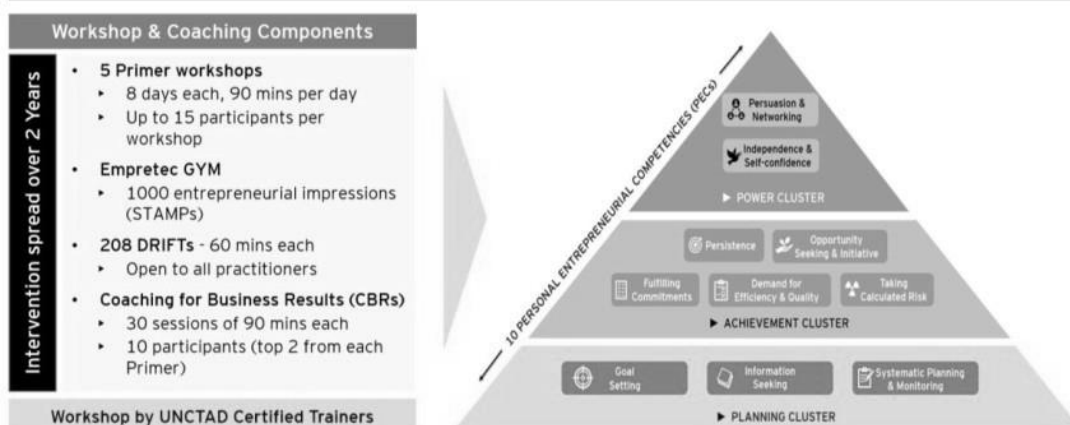 Workshop & Coaching Components
Intervention spread over 2 Years
• 5 Primer workshops
‣ 8 days each, 90 mins per day
‣ Up to 15 participants per
workshop
• Empretec GYM
‣ 1000 entrepreneurial impressions
(STAMPs)
• 208 DRIFTs - 60 mins each
‣ Open to all practitioners
• Coaching for Business Results (CBRs)
‣ 30 sessions of 90 mins each
‣ 10 participants (top 2 from each
Primer)
Workshop by UNCTAD Certified Trainers
10 PERSONAL ENTREPRENEURIAL COMPETENCIES (PECs)
Persuasion &
Networking
Independence &
Self-confidence
► POWER CLUSTER
Persistence
Opportunity
Seeking & Initiative
Fulfilling
Commitments
Demand for
Efficiency & Quality
Taking
Calculated Risk
► ACHIEVEMENT CLUSTER
Goal
Setting
Information
Seeking
Systematic Planning
& Monitoring
► PLANNING CLUSTER